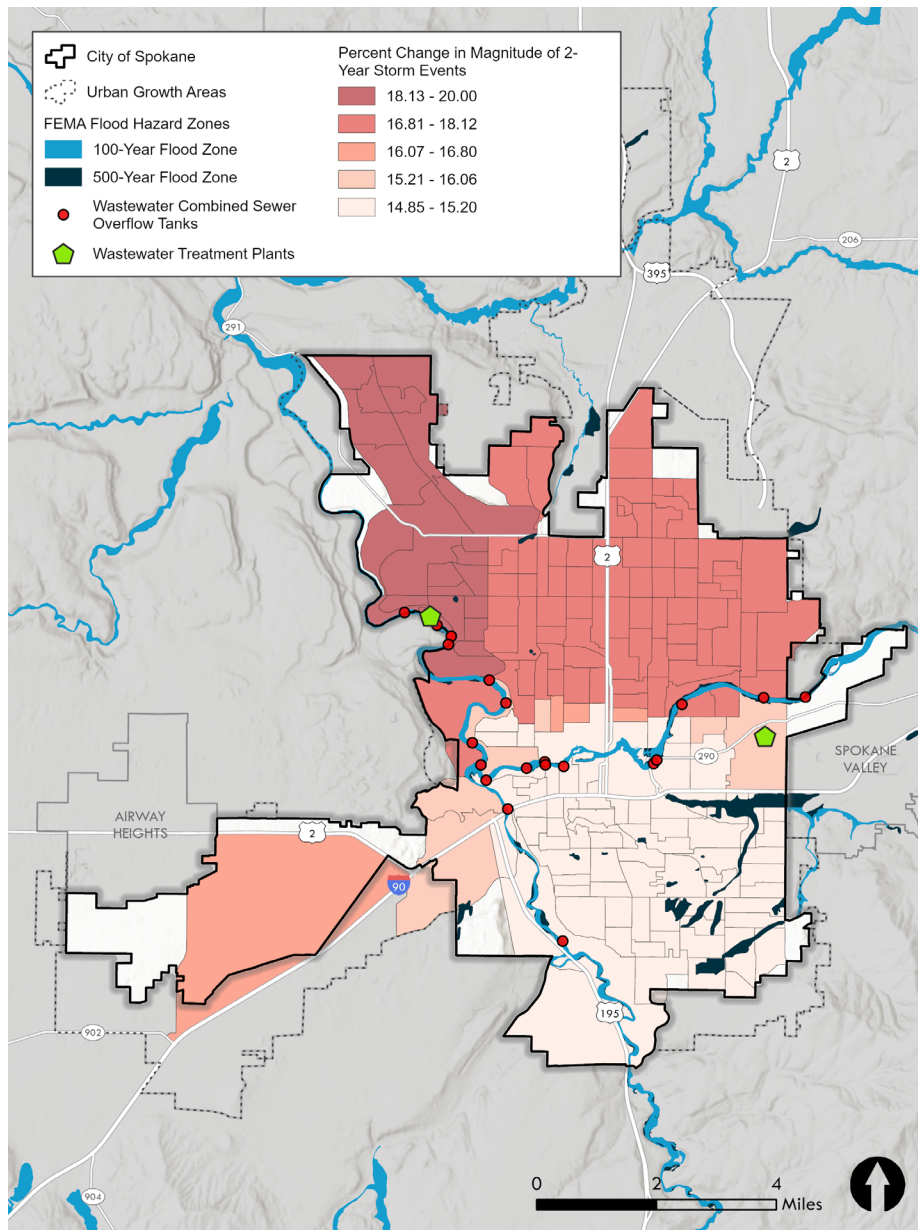 City of Spokane
Urban Growth Areas
FEMA Flood Hazard Zones
100-Year Flood Zone
500-Year Flood Zone
Wastewater Combined Sewer
Overflow Tanks
Wastewater Treatment Plants
Percent Change in Magnitude of 2-
Year Storm Events
18.13 - 20.00
16.81 - 18.12
16.07 - 16.80
15.21 - 16.06
14.85 - 15.20
2
206
395
291
2
290
SPOKANE
VALLEY
AIRWAY
HEIGHTS
2
90
195
902
904
0 2 4
Miles